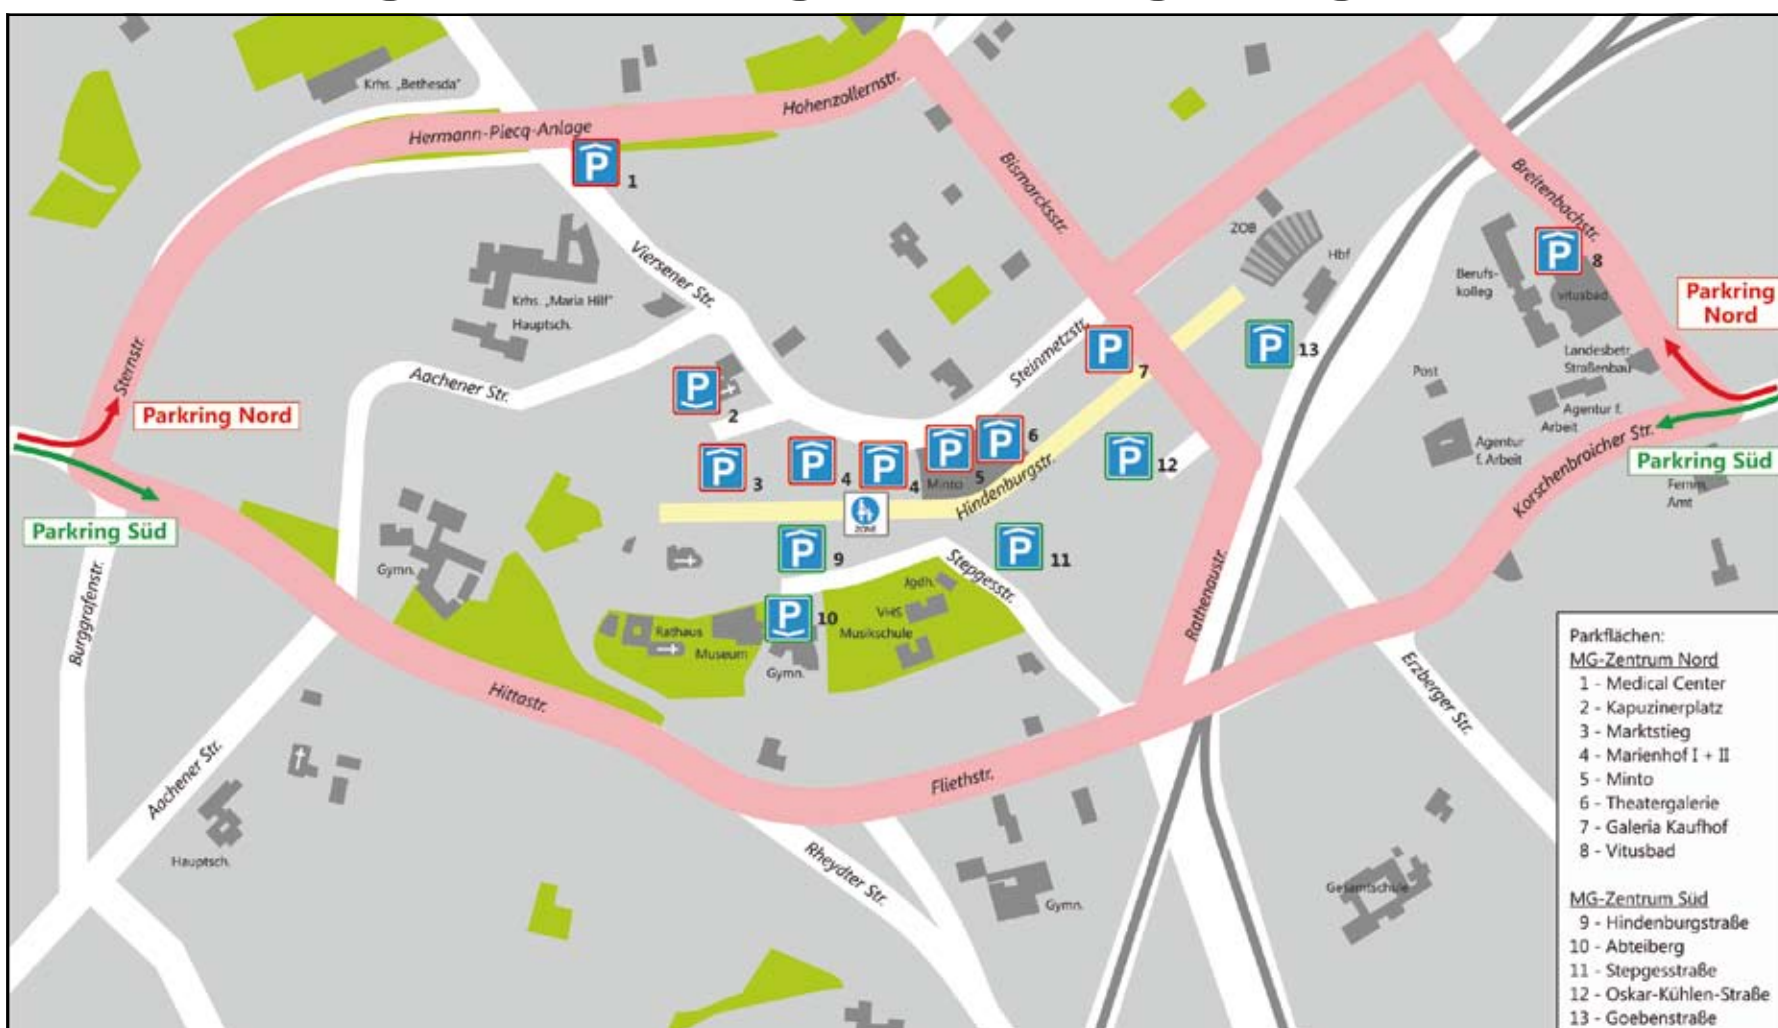 Krhs. „Bethesda"
Hermann-Piecq-Anlage
Hohenzollernstr.
P 1
Bismarcksstr.
Breitenbachstr.
ZOB
Hbf
Viersener Str.
Krhs. „Maria Hilf"
Hauptsch.
Berufs-
kolleg
P 8
vitusbad
Parkring
Nord
Sternstr.
Steinmetzstr.
P 7
P 13
Landesbetr.
Straßenbau
Post
Aachener Str.
P 2
Parkring Nord
Agentur f.
Arbeit
Agentur
f. Arbeit
Korschenbroicher Str.
Parkring Süd
Fernm.
Amt
P 3
P 4
P 4
P 5
P 6
Minto
P 12
Hindenburgstr.
ZONE
Parkring Süd
P 9
P 11
Stepgesstr.
Gymn.
Burggrafenstr.
Jgdh.
VHS
Musikschule
P 10
Rathaus
Museum
Gymn.
Rathenaustr.
Hittastr.
Erzberger Str.
Aachener Str.
Fliethstr.
Hauptsch.
Rheydter Str.
Gymn.
Gesamtschule
Parkflächen:
MG-Zentrum Nord
1 - Medical Center
2 - Kapuzinerplatz
3 - Marktstieg
4 - Marienhof I + II
5 - Minto
6 - Theatergalerie
7 - Galeria Kaufhof
8 - Vitusbad
MG-Zentrum Süd
9 - Hindenburgstraße
10 - Abteiberg
11 - Stepgesstraße
12 - Oskar-Kühlen-Straße
13 - Goebenstraße